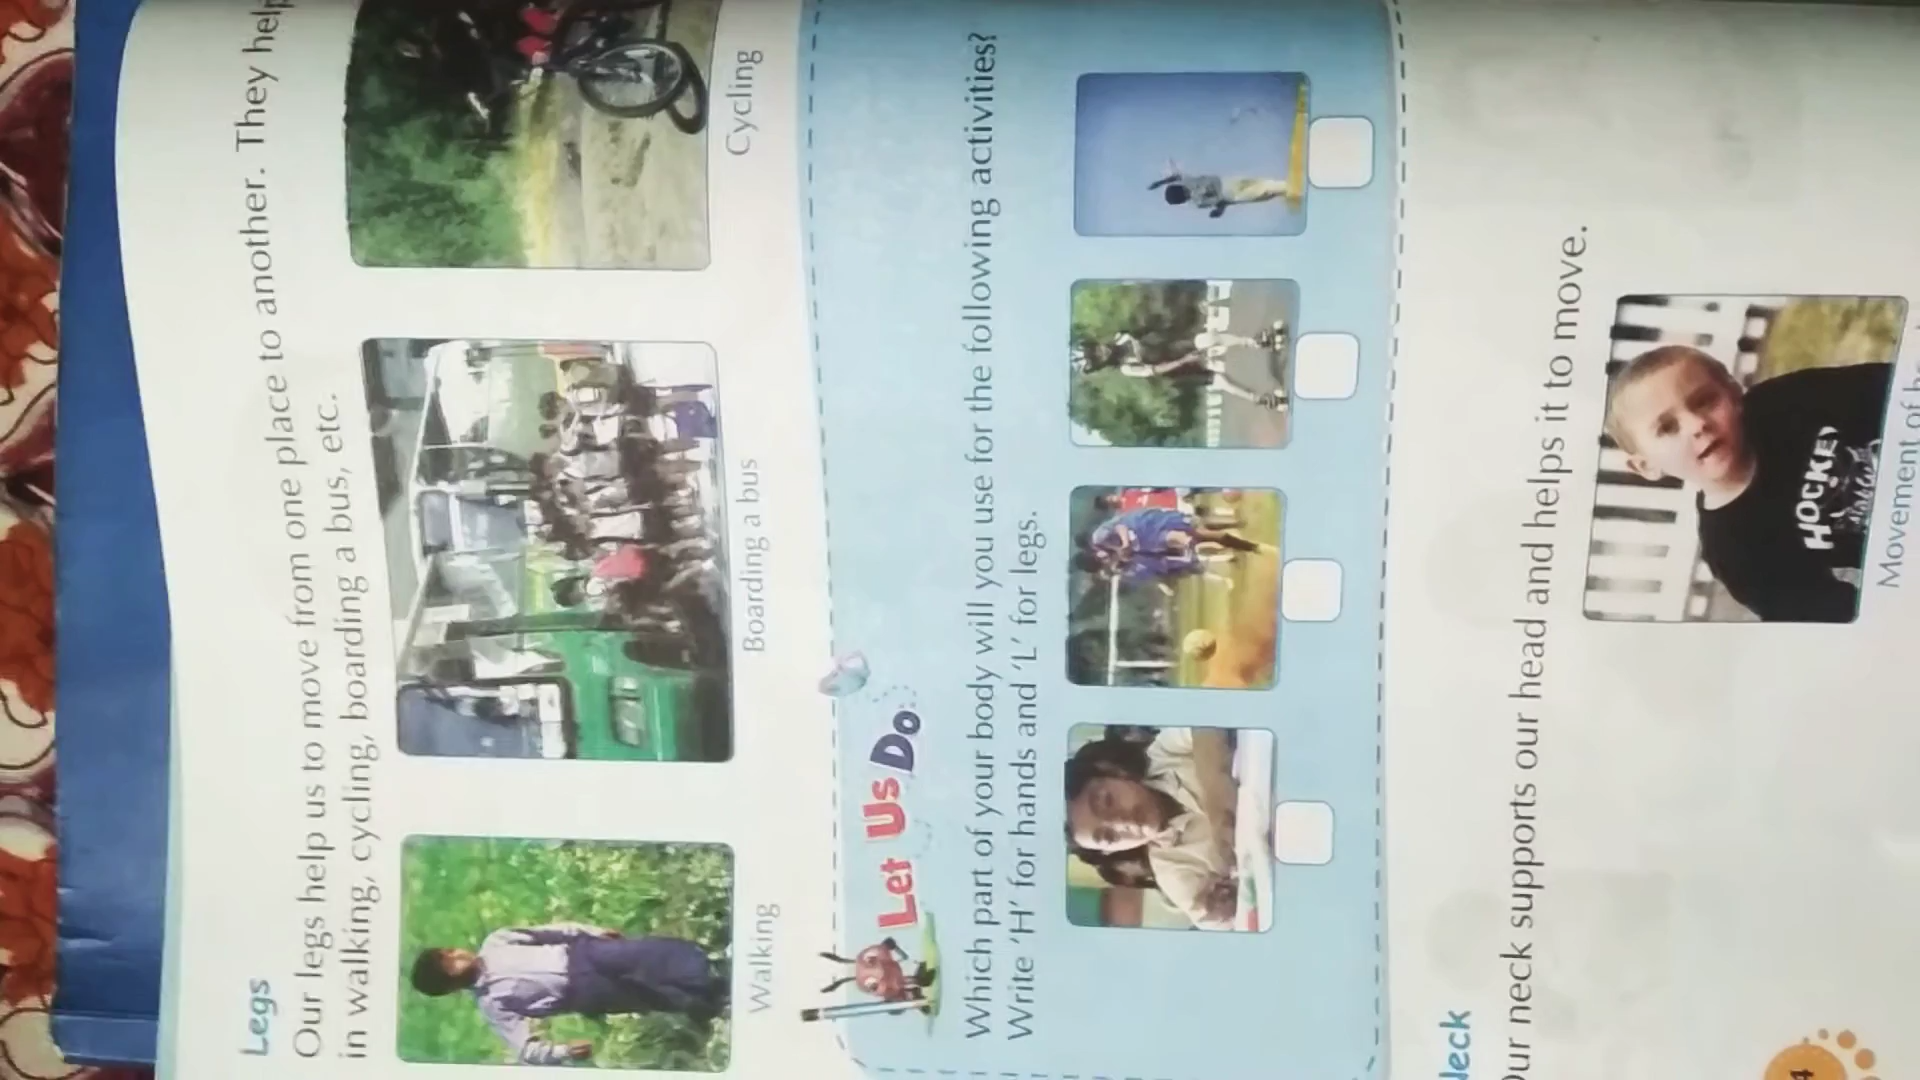 Legs
Our legs help us to move from one place to another. They help
in walking, cycling, boarding a bus, etc.
Walking
Boarding a bus
Cycling
Let Us Do
Which part of your body will you use for the following activities?
Write 'H' for hands and 'L' for legs.
Neck
Our neck supports our head and helps it to move.
HOCKEY
Movement of
4